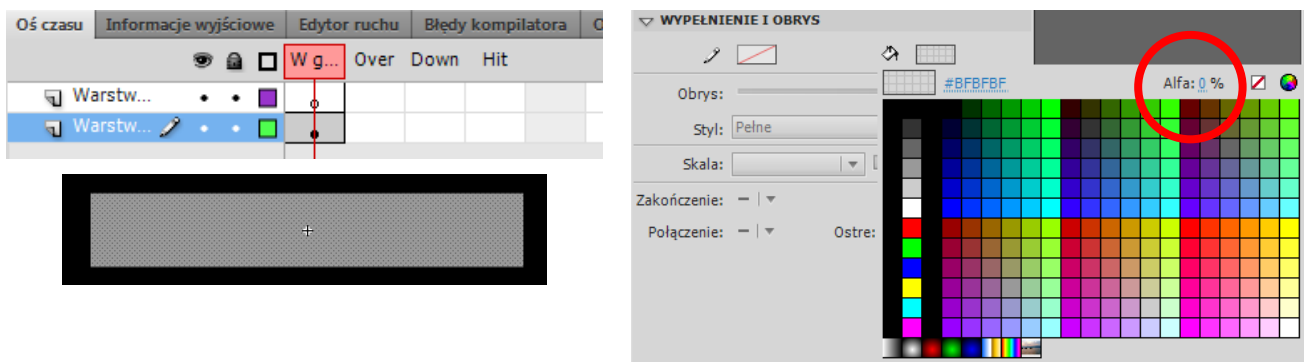 Oś czasu Informacje wyjściowe Edytor ruchu Błędy kompilatora
W g... Over Down Hit
Warstw...
Warstw...
WYPEŁNIENIE I OBRYS
#BFBFBF Alfa: 0 %
Obrys:
Styl: Pełne
Skala:
Zakończenie:
Połączenie: Ostre: